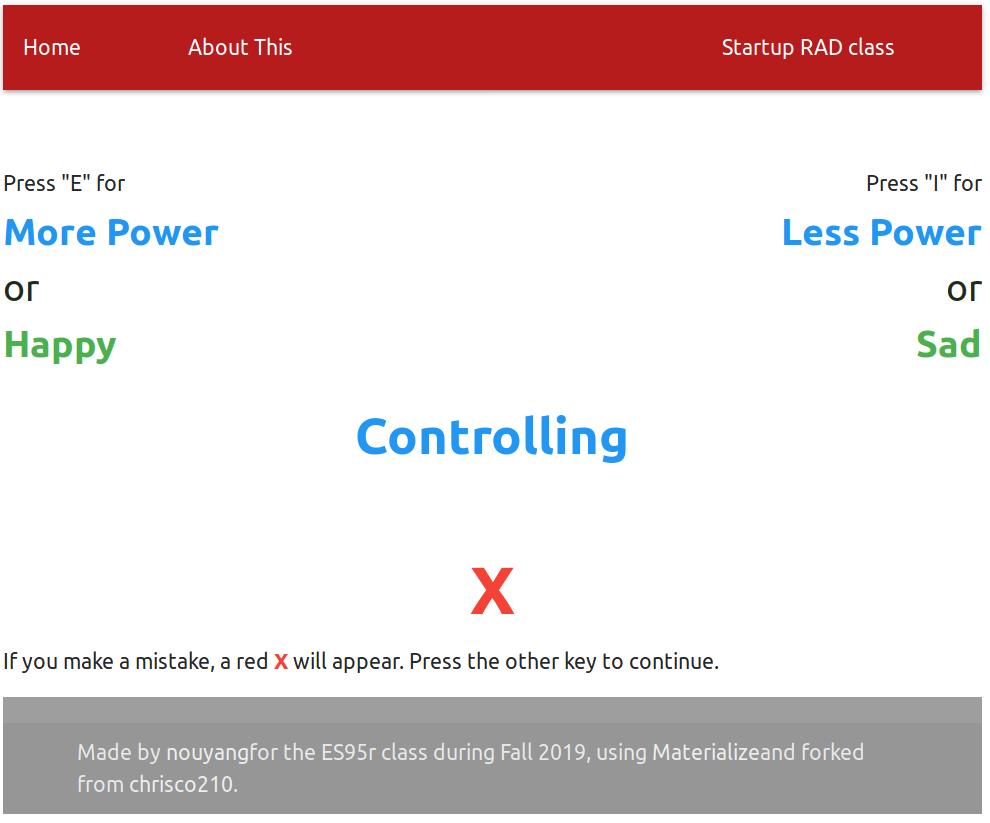 Home About This Startup RAD class
Press "E" for Press "I" for
More Power Less Power
or or
Happy Sad
Controlling
X
If you make a mistake, a red X will appear. Press the other key to continue.
Made by nouyangfor the ES95r class during Fall 2019, using Materializeand forked
from chrisco210.